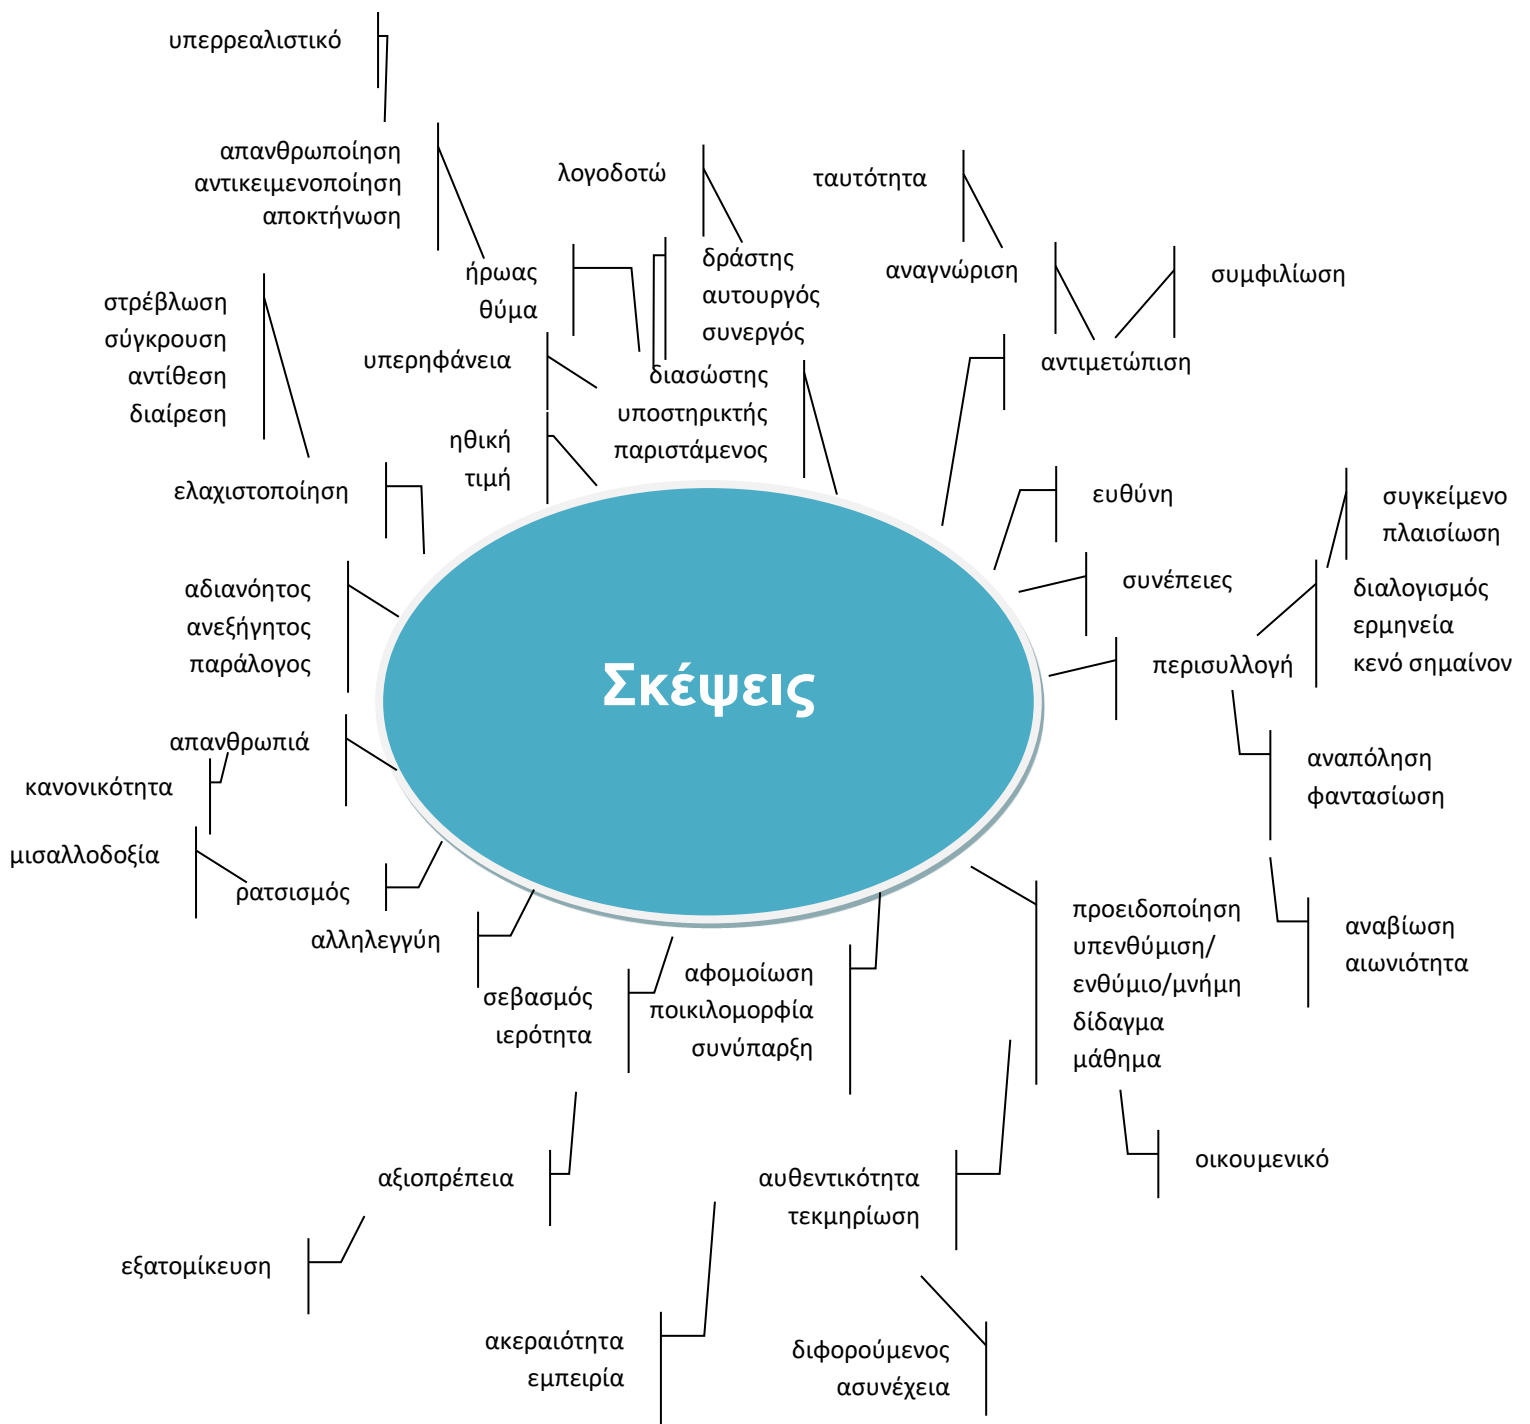 υπερρεαλιστικό
απανθρωποίηση
αντικειμενοποίηση
αποκτήνωση
λογοδοτώ
ταυτότητα
ήρωας
θύμα
δράστης
αυτουργός
συνεργός
αναγνώριση
συμφιλίωση
στρέβλωση
σύγκρουση
αντίθεση
διαίρεση
υπερηφάνεια
διασώστης
υποστηρικτής
παριστάμενος
αντιμετώπιση
ηθική
τιμή
ελαχιστοποίηση
ευθύνη
συγκείμενο
πλαισίωση
αδιανόητος
ανεξήγητος
παράλογος
συνέπειες
διαλογισμός
ερμηνεία
κενό σημαίνον
περισυλλογή
Σκέψεις
απανθρωπιά
κανονικότητα
αναπόληση
φαντασίωση
μισαλλοδοξία
ρατσισμός
αλληλεγγύη
προειδοποίηση
υπενθύμιση/
ενθύμιο/μνήμη
δίδαγμα
μάθημα
αναβίωση
αιωνιότητα
σεβασμός
ιερότητα
αφομοίωση
ποικιλομορφία
συνύπαρξη
αξιοπρέπεια
αυθεντικότητα
τεκμηρίωση
οικουμενικό
εξατομίκευση
ακεραιότητα
εμπειρία
διφορούμενος
ασυνέχεια